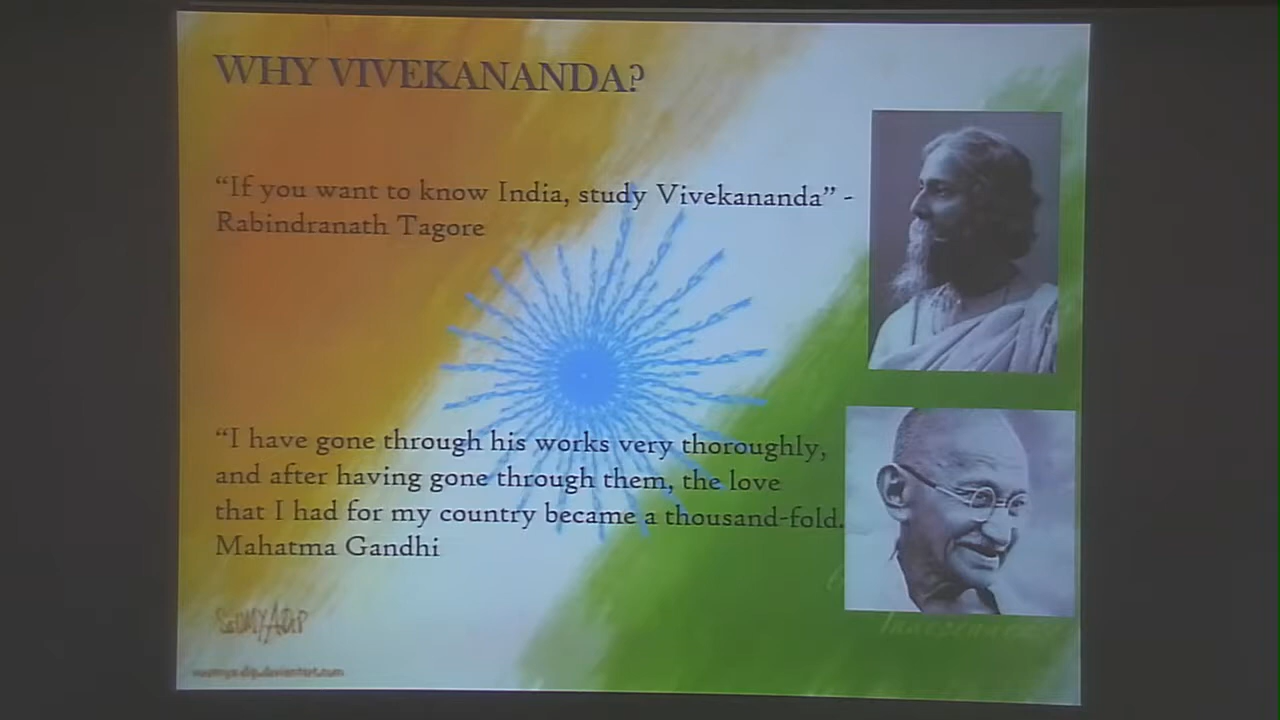 WHY VIVEKANANDA?
“If you want to know India, study Vivekananda” -
Rabindranath Tagore
“I have gone through his works very thoroughly,
and after having gone through them, the love
that I had for my country became a thousand-fold.
Mahatma Gandhi
SOUMYADIP